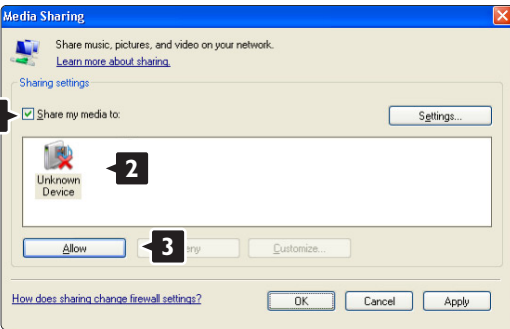 Media Sharing
Share music, pictures, and video on your network.
Learn more about sharing.
Sharing settings
Share my media to:
Settings...
2
Unknown
Device
Allow
3
Customize...
How does sharing change firewall settings?
OK
Cancel
Apply